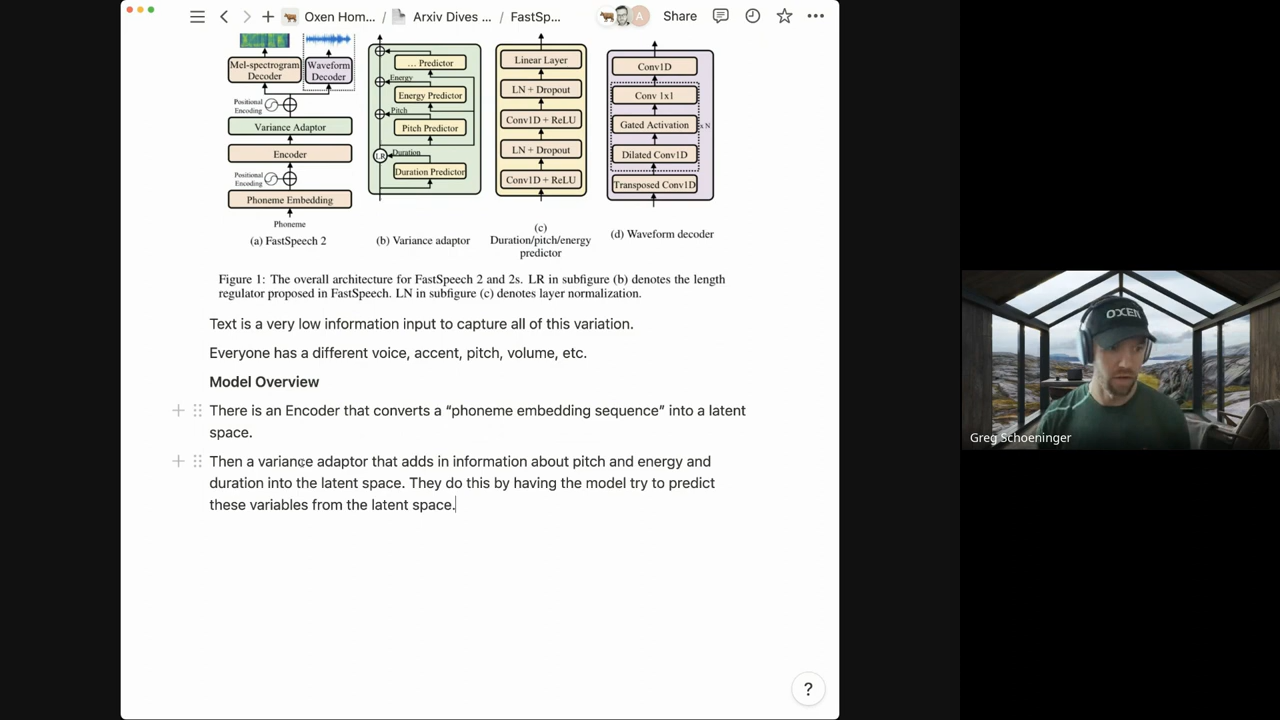 Oxen Hom... / Arxiv Dives ... / FastSp...
A
Share
Mel-spectrogram Decoder
Waveform Decoder
Positional Encoding
Variance Adaptor
Encoder
Positional Encoding
Phoneme Embedding
Phoneme
(a) FastSpeech 2
... Predictor
Energy
Energy Predictor
Pitch
Pitch Predictor
LR
Duration
Duration Predictor
(b) Variance adaptor
Linear Layer
LN + Dropout
Conv1D + ReLU
LN + Dropout
Conv1D + ReLU
(c)
Duration/pitch/energy
predictor
Conv1D
Conv 1x1
Gated Activation
x N
Dilated Conv1D
Transposed Conv1D
(d) Waveform decoder
Figure 1: The overall architecture for FastSpeech 2 and 2s. LR in subfigure (b) denotes the length
regulator proposed in FastSpeech. LN in subfigure (c) denotes layer normalization.
Text is a very low information input to capture all of this variation.
Everyone has a different voice, accent, pitch, volume, etc.
Model Overview
There is an Encoder that converts a “phoneme embedding sequence” into a latent
space.
Then a variance adaptor that adds in information about pitch and energy and
duration into the latent space. They do this by having the model try to predict
these variables from the latent space.
?
OXEN
Greg Schoeninger